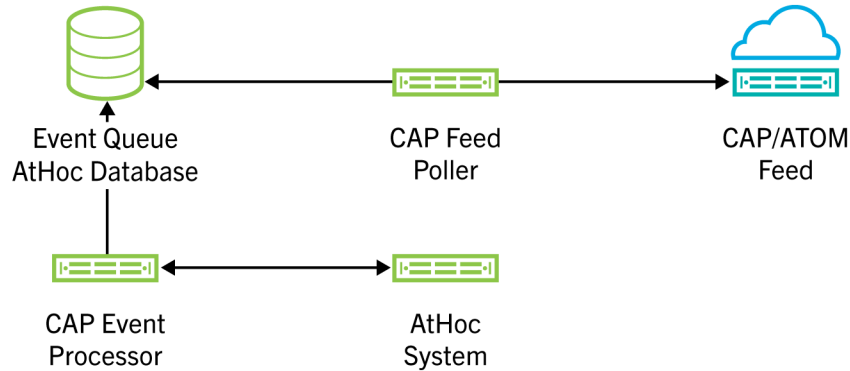 Event Queue
AtHoc Database
CAP Feed
Poller
CAP/ATOM
Feed
CAP Event
Processor
AtHoc
System